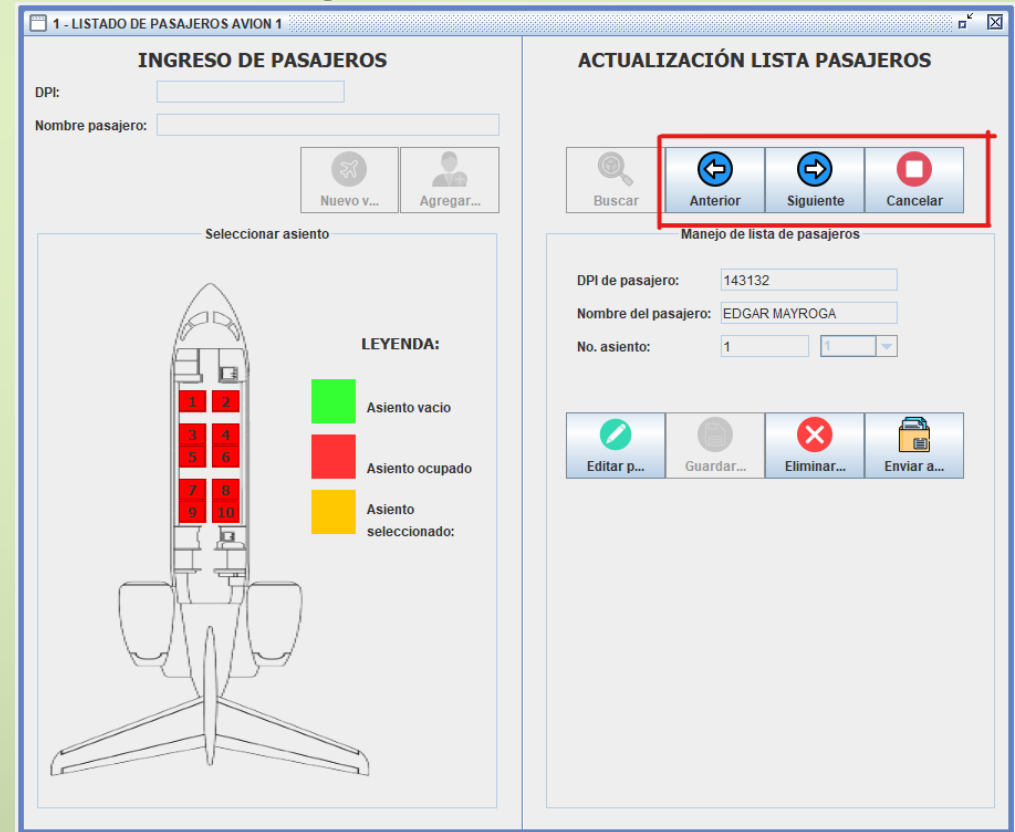 1 - LISTADO DE PASAJEROS AVION 1
INGRESO DE PASAJEROS
DPI:
Nombre pasajero:
Nuevo v...
Agregar...
Seleccionar asiento
1 2
3 4
5 6
7 8
9 10
LEYENDA:
Asiento vacio
Asiento ocupado
Asiento
seleccionado:
ACTUALIZACIÓN LISTA PASAJEROS
Buscar
Anterior
Siguiente
Cancelar
Manejo de lista de pasajeros
DPI de pasajero: 143132
Nombre del pasajero: EDGAR MAYROGA
No. asiento: 1 1
Editar p...
Guardar...
Eliminar...
Enviar a...